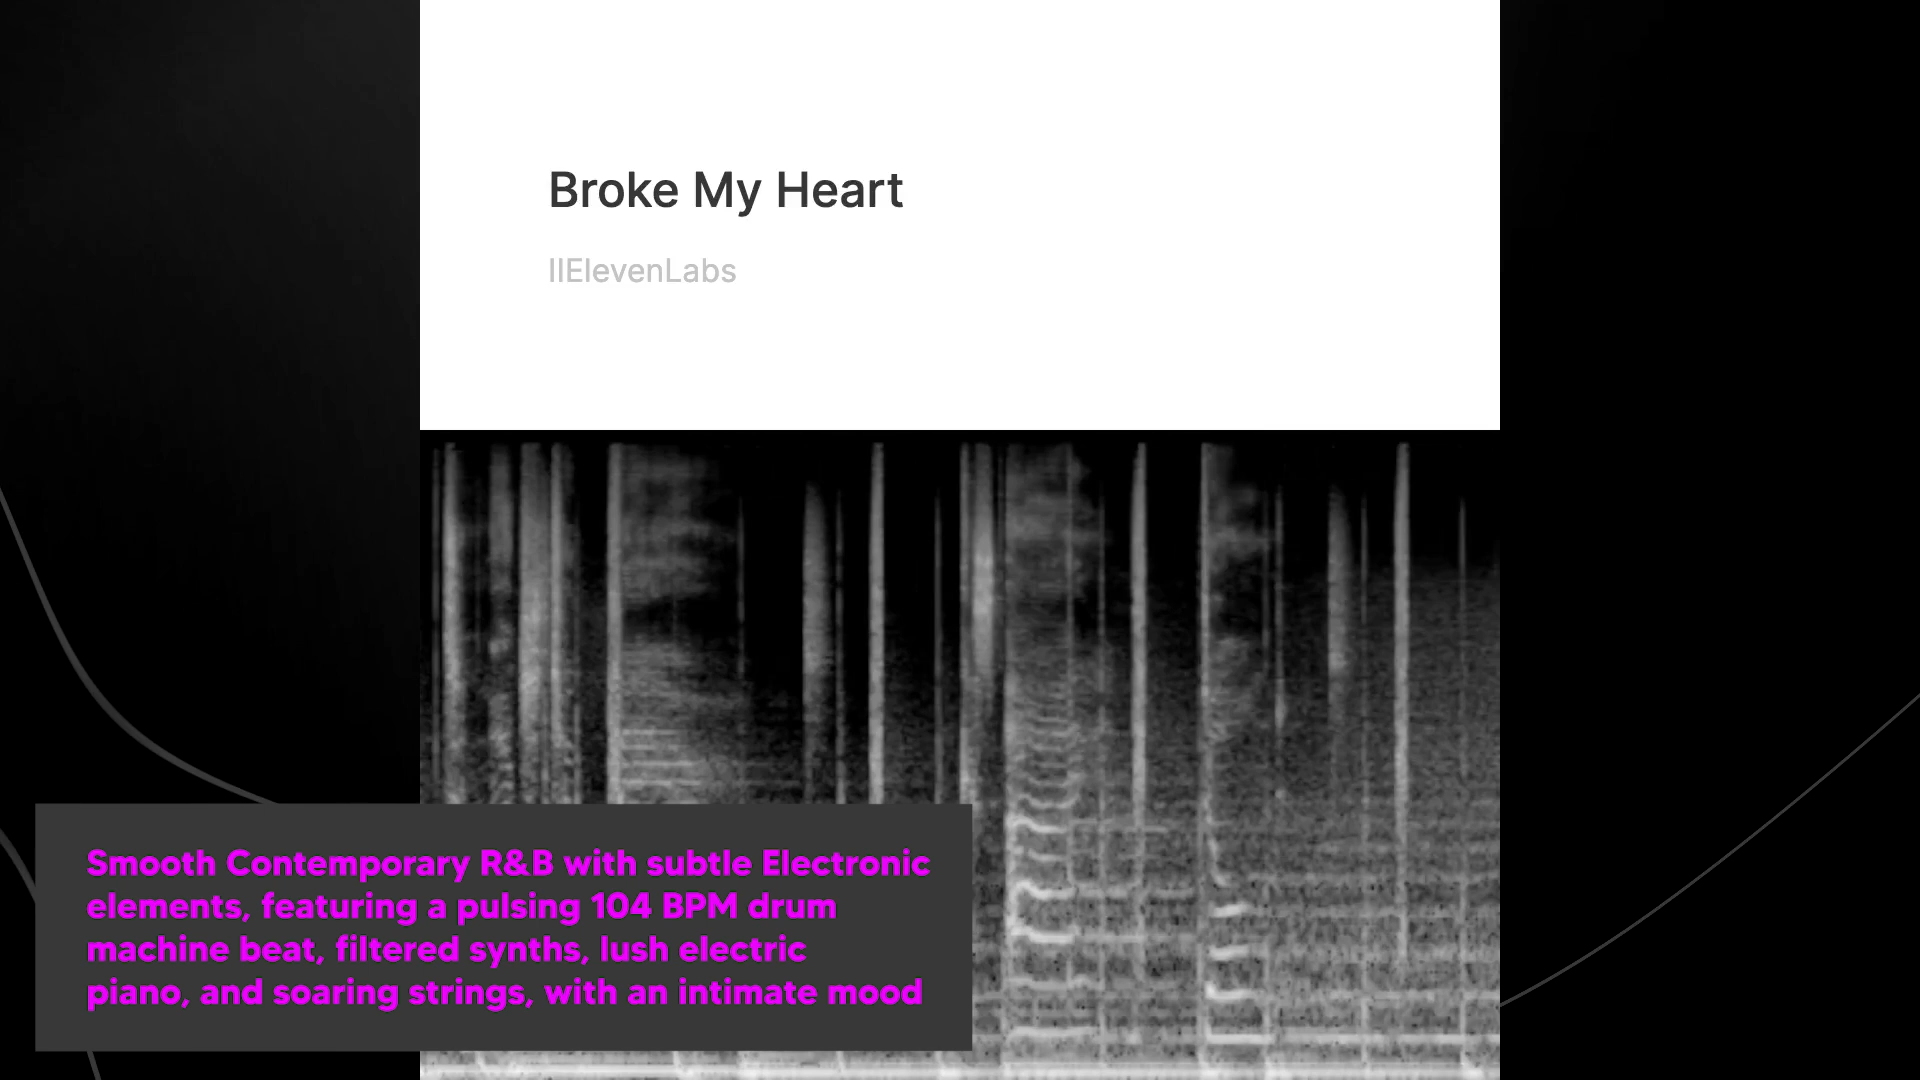 Broke My Heart
llElevenLabs
Smooth Contemporary R&B with subtle Electronic
elements, featuring a pulsing 104 BPM drum
machine beat, filtered synths, lush electric
piano, and soaring strings, with an intimate mood